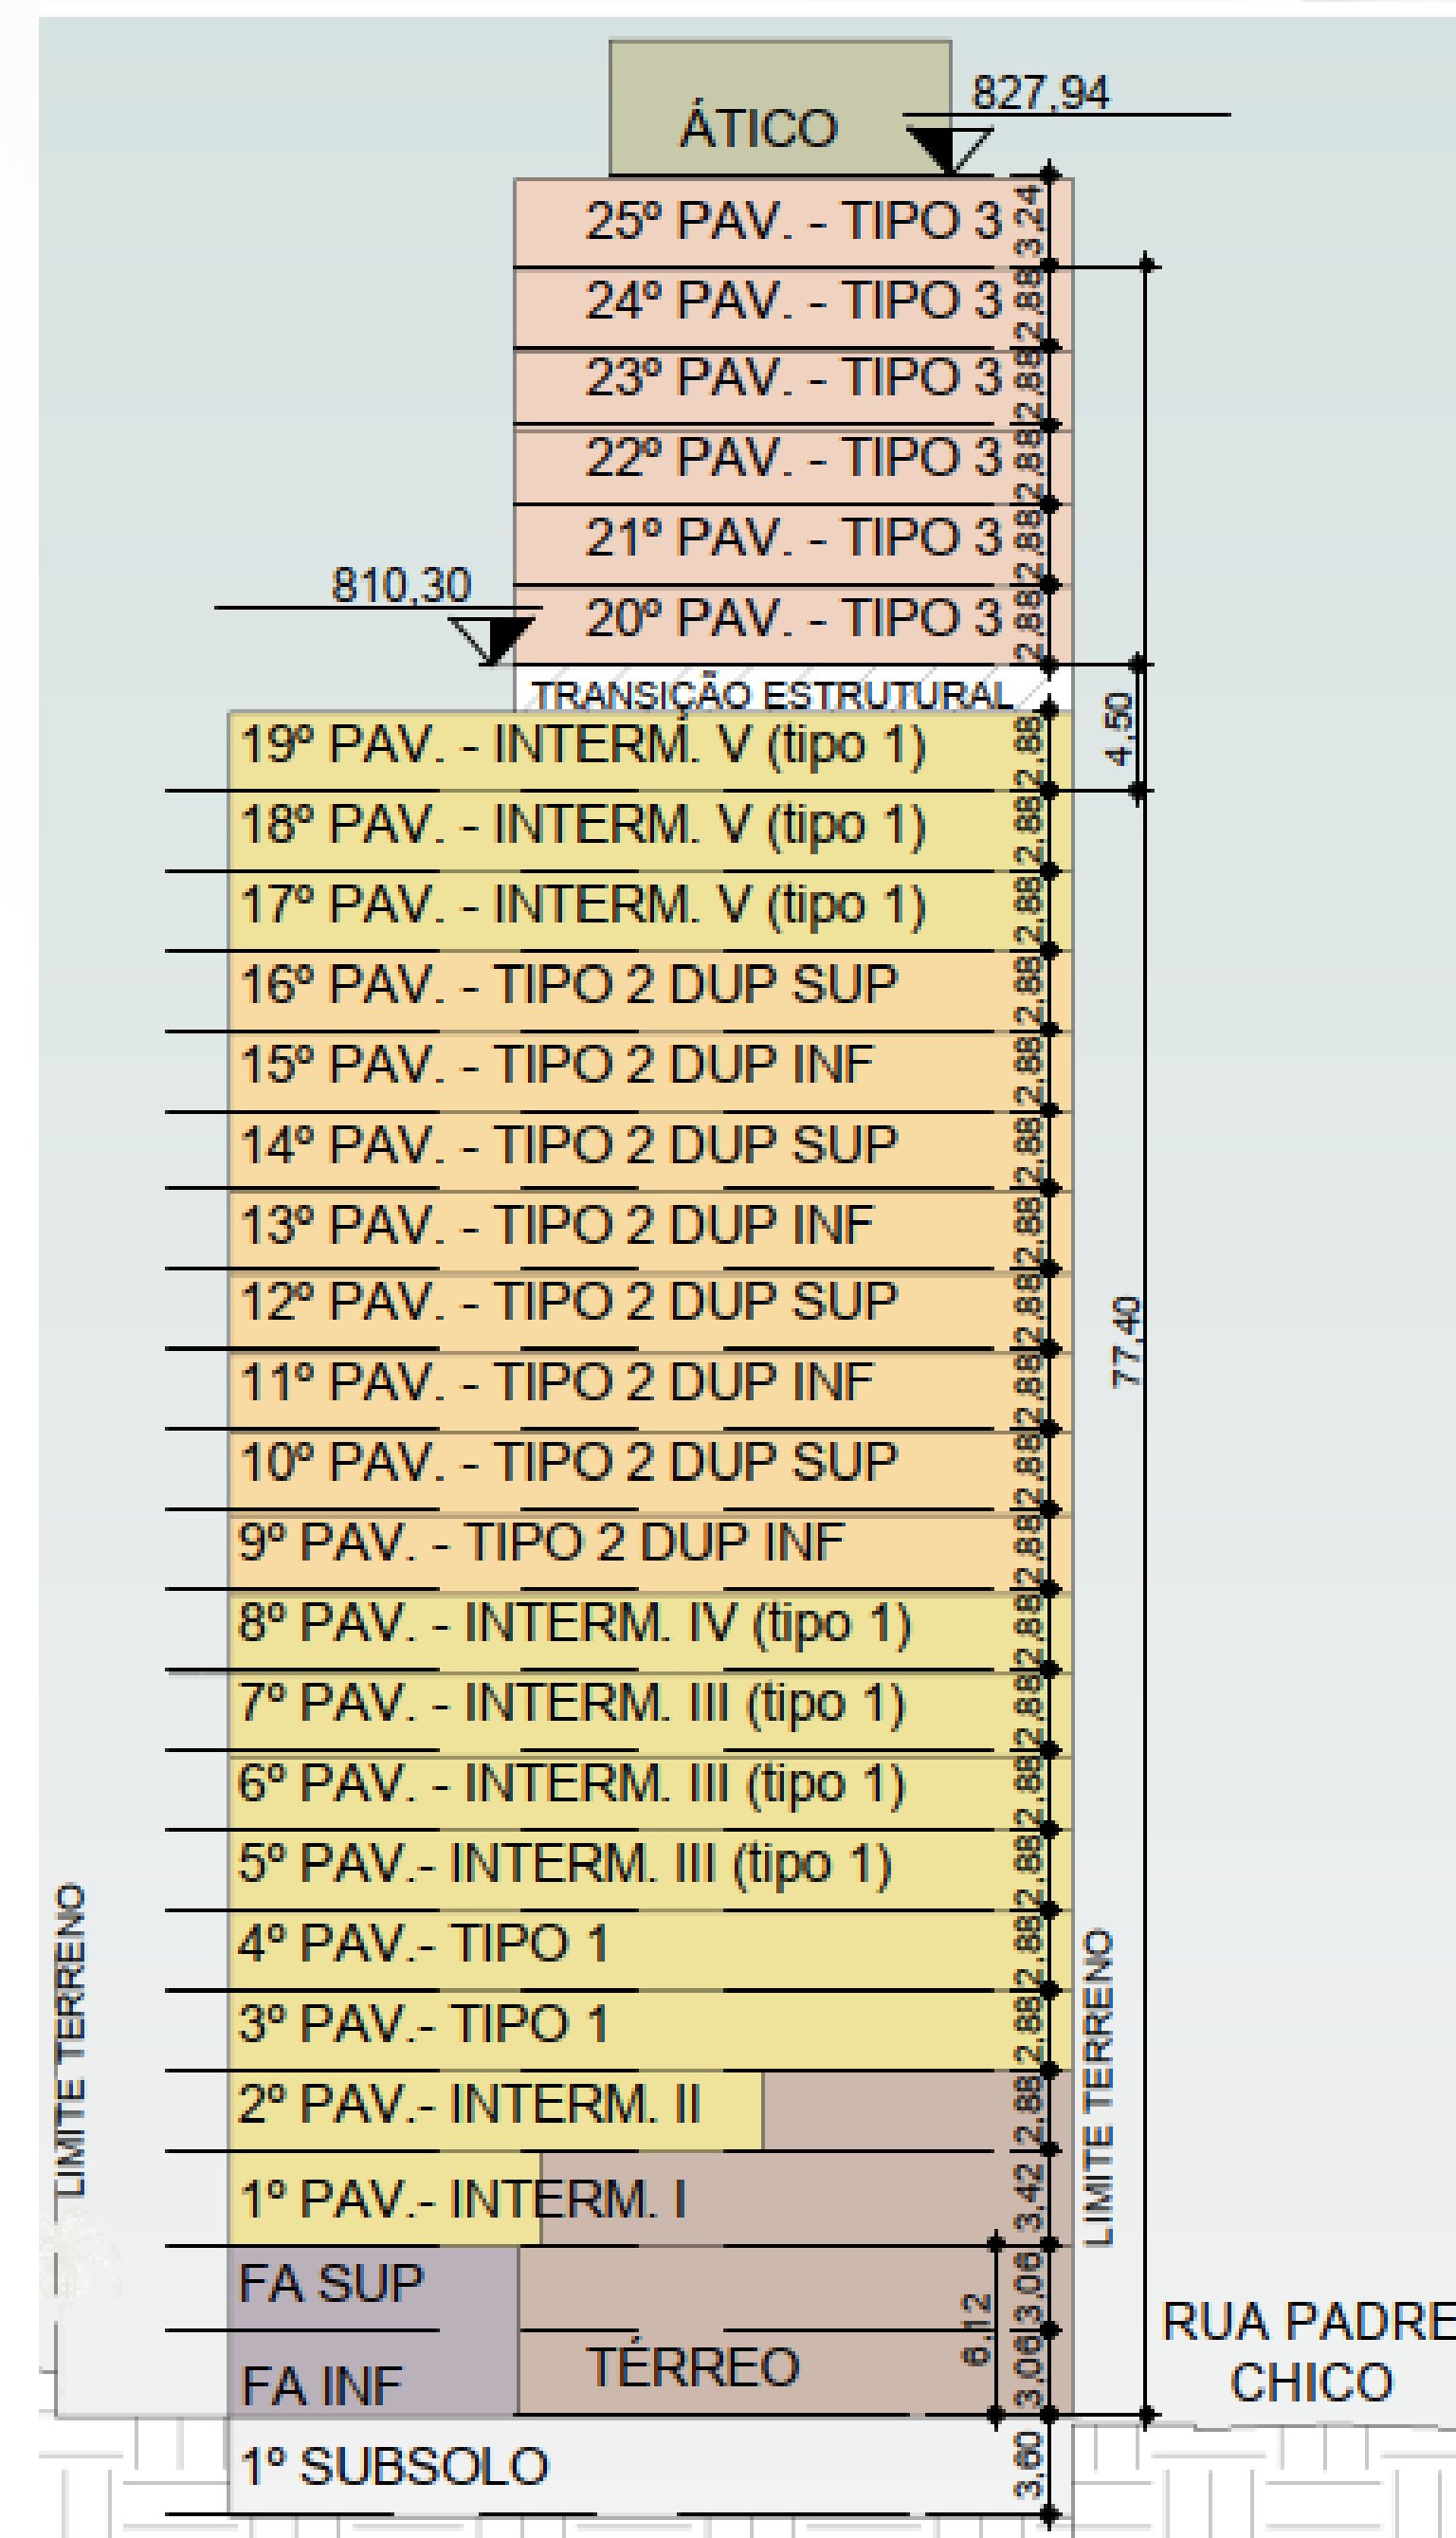 ÁTICO
827,94
25º PAV. - TIPO 3
3,24
24º PAV. - TIPO 3
2,88
23º PAV. - TIPO 3
2,88
22º PAV. - TIPO 3
2,88
21º PAV. - TIPO 3
2,88
810,30
20º PAV. - TIPO 3
2,88
TRANSIÇÃO ESTRUTURAL
4,50
19º PAV. - INTERM. V (tipo 1)
2,88
18º PAV. - INTERM. V (tipo 1)
2,88
17º PAV. - INTERM. V (tipo 1)
2,88
16º PAV. - TIPO 2 DUP SUP
2,88
15º PAV. - TIPO 2 DUP INF
2,88
14º PAV. - TIPO 2 DUP SUP
2,88
13º PAV. - TIPO 2 DUP INF
2,88
12º PAV. - TIPO 2 DUP SUP
2,88
77,40
11º PAV. - TIPO 2 DUP INF
2,88
10º PAV. - TIPO 2 DUP SUP
2,88
9º PAV. - TIPO 2 DUP INF
2,88
8º PAV. - INTERM. IV (tipo 1)
2,88
7º PAV. - INTERM. III (tipo 1)
2,88
6º PAV. - INTERM. III (tipo 1)
2,88
5º PAV.- INTERM. III (tipo 1)
2,88
4º PAV.- TIPO 1
2,88
3º PAV.- TIPO 1
2,88
LIMITE TERRENO
LIMITE TERRENO
2º PAV.- INTERM. II
2,88
1º PAV.- INTERM. I
3,42
FA SUP
3,06
6,12
FA INF
TÉRREO
3,06
RUA PADRE
CHICO
1º SUBSOLO
3,60